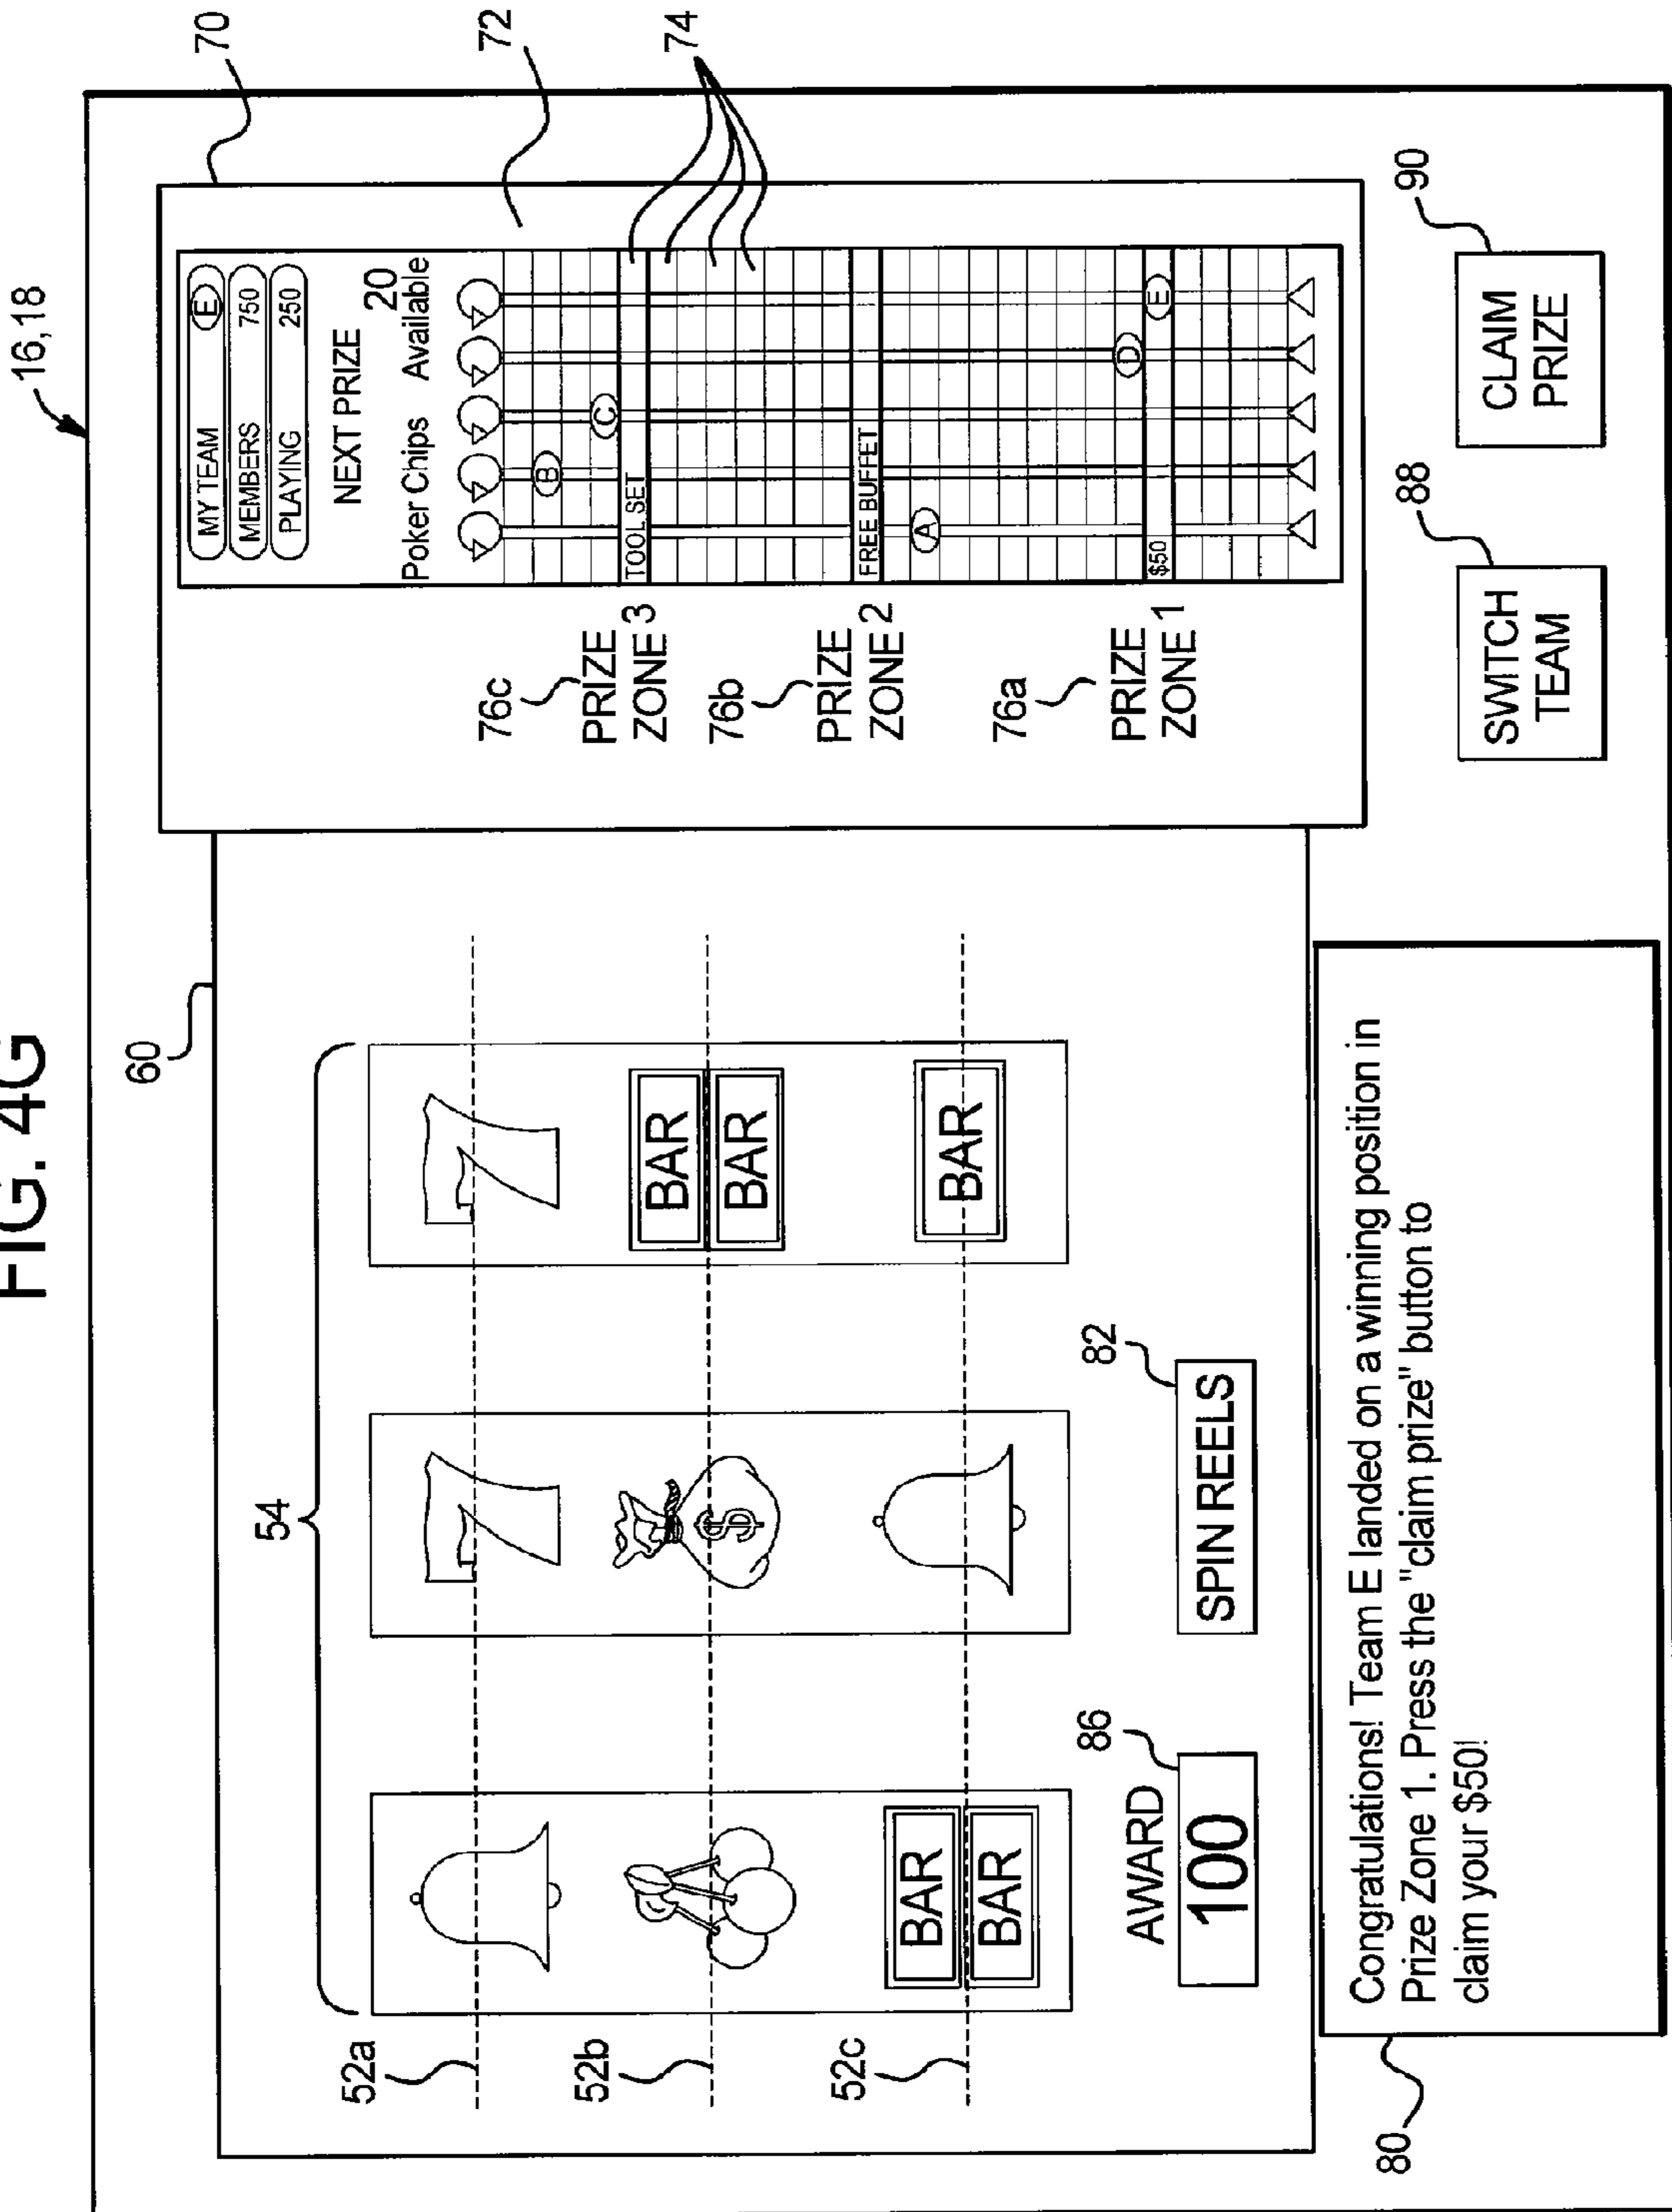 FIG. 4G
16,18
60
70
72
74
54
52a
52b
52c
BAR
BAR
BAR
BAR
BAR
AWARD
86
100
82
SPIN REELS
MY TEAM E
MEMBERS 750
PLAYING 250
NEXT PRIZE
20
Poker Chips Available
B
C
TOOL SET
FREE BUFFET
A
D
E
$50
76c
PRIZE
ZONE 3
76b
PRIZE
ZONE 2
76a
PRIZE
ZONE 1
80
Congratulations! Team E landed on a winning position in
Prize Zone 1. Press the "claim prize" button to
claim your $50!
88
SWITCH
TEAM
90
CLAIM
PRIZE